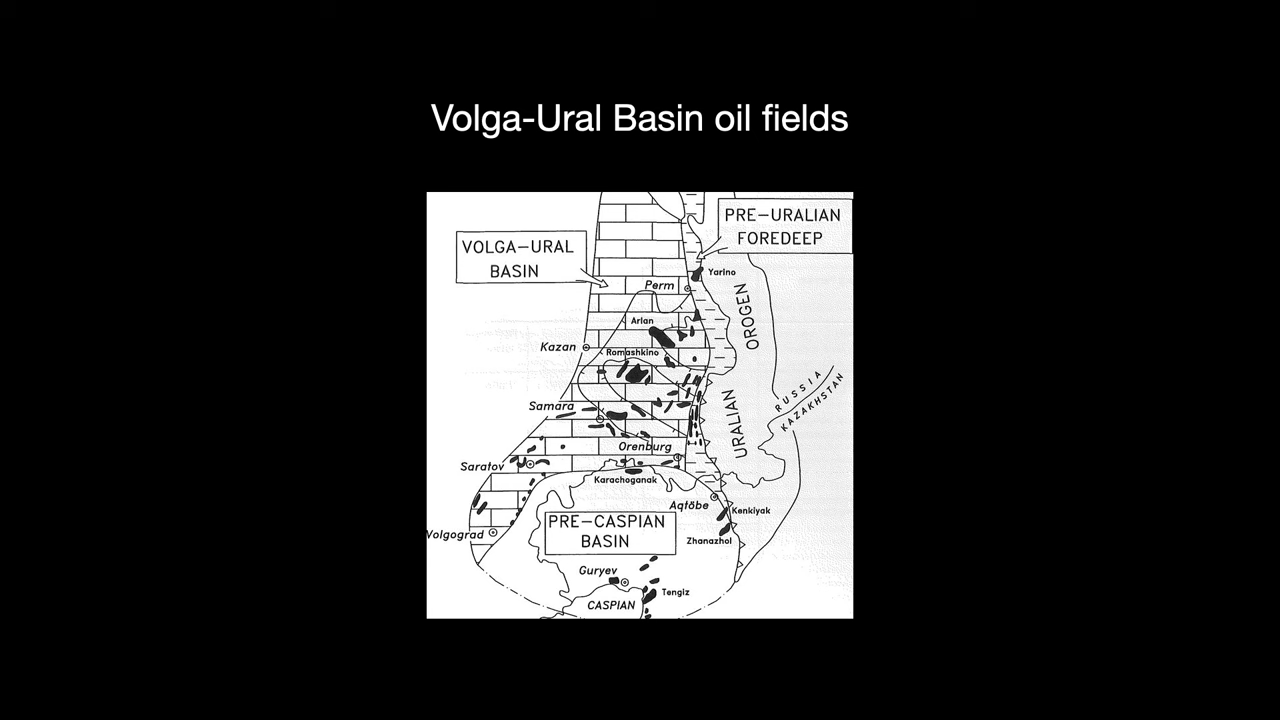 Volga-Ural Basin oil fields
PRE-URALIAN
FOREDEEP
VOLGA-URAL
BASIN
Yarino
Perm
OROGEN
Arlan
Kazan
Romashkino
RUSSIA
KAZAKHSTAN
Samara
URALIAN
Orenburg
Saratov
Karachoganak
Aqtöbe
Kenkiyak
PRE-CASPIAN
BASIN
Volgograd
Zhanazhol
Guryev
Tengiz
CASPIAN